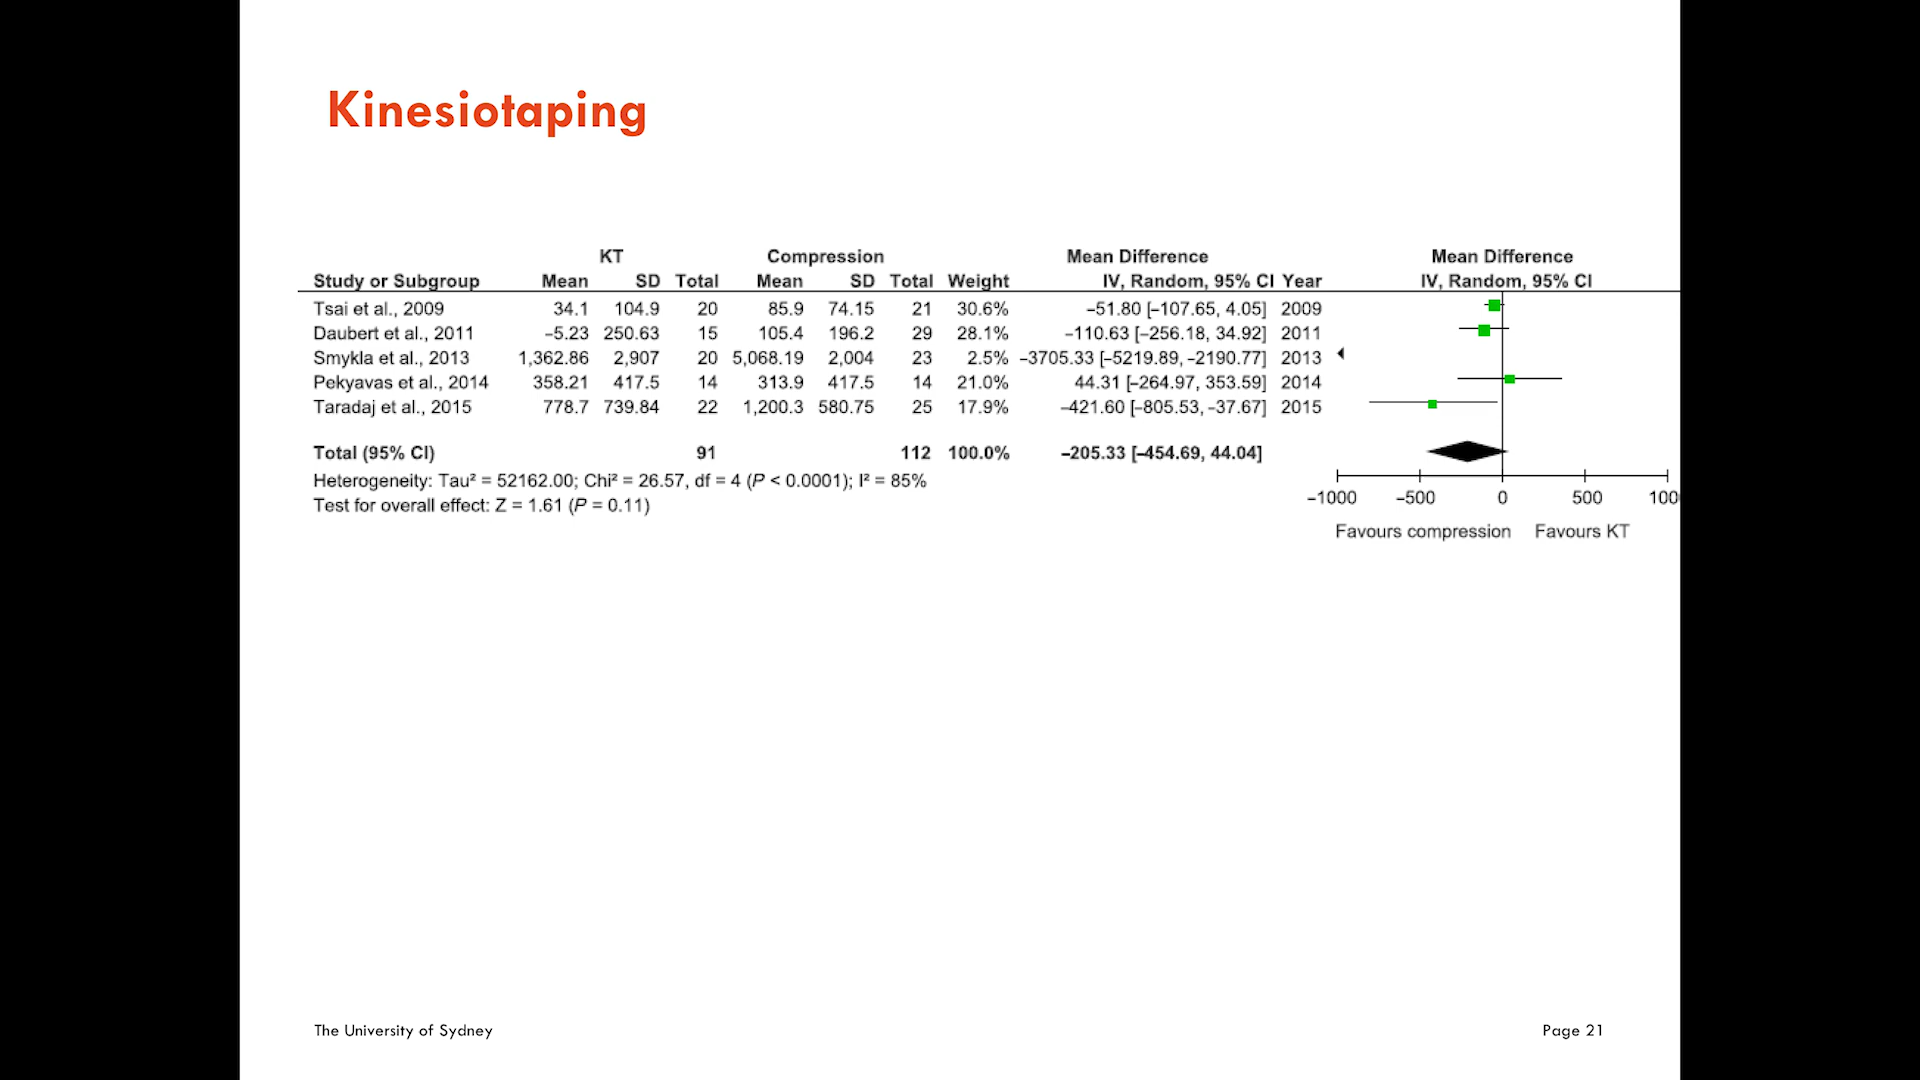 Kinesiotaping
KT Compression Mean Difference Mean Difference
Study or Subgroup Mean SD Total Mean SD Total Weight IV, Random, 95% CI Year IV, Random, 95% CI
Tsai et al., 2009 34.1 104.9 20 85.9 74.15 21 30.6% −51.80 [−107.65, 4.05] 2009
Daubert et al., 2011 −5.23 250.63 15 105.4 196.2 29 28.1% −110.63 [−256.18, 34.92] 2011
Smykla et al., 2013 1,362.86 2,907 20 5,068.19 2,004 23 2.5% −3705.33 [−5219.89, −2190.77] 2013
Pekyavas et al., 2014 358.21 417.5 14 313.9 417.5 14 21.0% 44.31 [−264.97, 353.59] 2014
Taradaj et al., 2015 778.7 739.84 22 1,200.3 580.75 25 17.9% −421.60 [−805.53, −37.67] 2015
Total (95% CI) 91 112 100.0% −205.33 [−454.69, 44.04]
Heterogeneity: Tau² = 52162.00; Chi² = 26.57, df = 4 (P < 0.0001); I² = 85%
Test for overall effect: Z = 1.61 (P = 0.11)
−1000 −500 0 500 100
Favours compression Favours KT
The University of Sydney Page 21